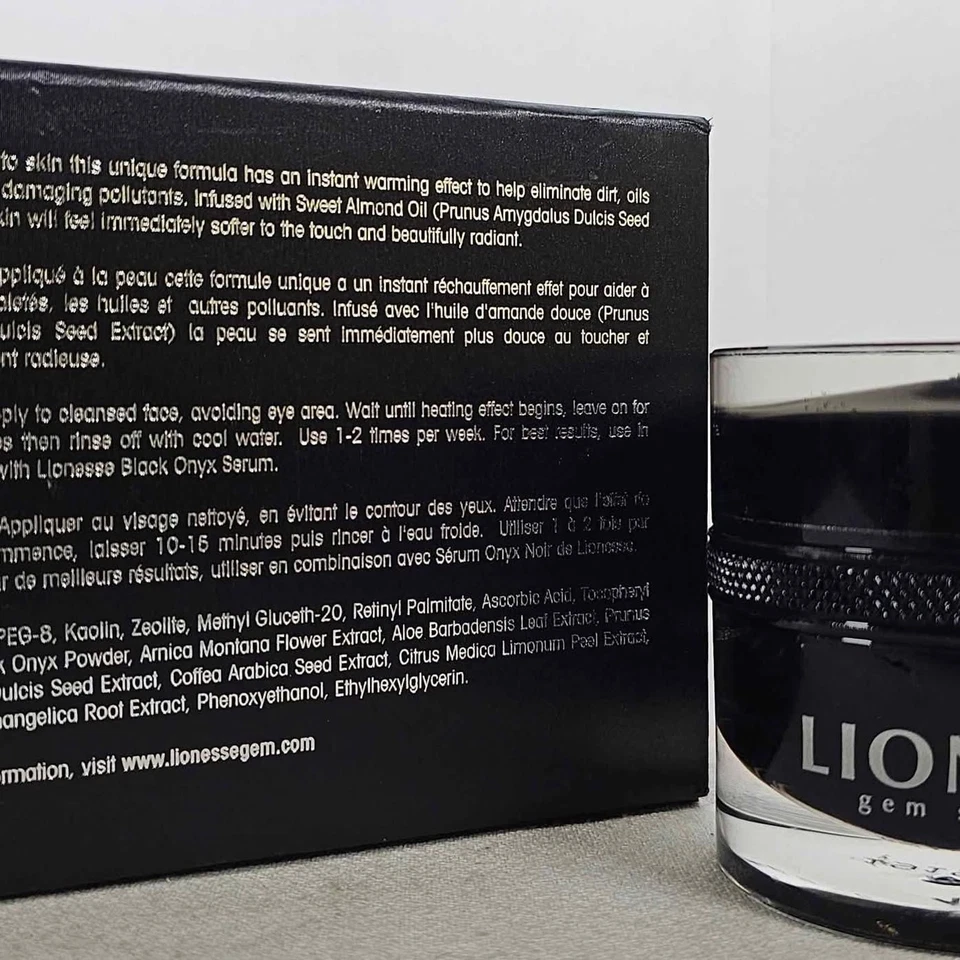 to skin this unique formula has an instant warming effect to help eliminate dirt, oils
damaging pollutants. Infused with Sweet Almond Oil (Prunus Amygdalus Dulcis Seed
kin will feel immediately softer to the touch and beautifully radiant.
ppliqué à la peau cette formule unique a un instant réchauffement effet pour aider à
aletés, les huiles et autres polluants. Infusé avec l'huile d'amande douce (Prunus
ulcis Seed Extract) la peau se sent immédiatement plus douce au toucher et
nt radieuse.
ply to cleansed face, avoiding eye area. Wait until heating effect begins, leave on for
es then rinse off with cool water. Use 1-2 times per week. For best results, use in
with Lionesse Black Onyx Serum.
Appliquer au visage nettoyé, en évitant le contour des yeux. Attendre que l'effet de
mmence, laisser 10-15 minutes puis rincer à l'eau froide. Utiliser 1 à 2 fois par
ur de meilleurs résultats, utiliser en combinaison avec Sérum Onyx Noir de Lionesse.
PEG-8, Kaolin, Zeolite, Methyl Gluceth-20, Retinyl Palmitate, Ascorbic Acid, Tocopheryl
k Onyx Powder, Arnica Montana Flower Extract, Aloe Barbadensis Leaf Extract, Prunus
ulcis Seed Extract, Coffea Arabica Seed Extract, Citrus Medica Limonum Peel Extract,
hangelica Root Extract, Phenoxyethanol, Ethylhexylglycerin.
ormation, visit www.lionessegem.com
LION
gem